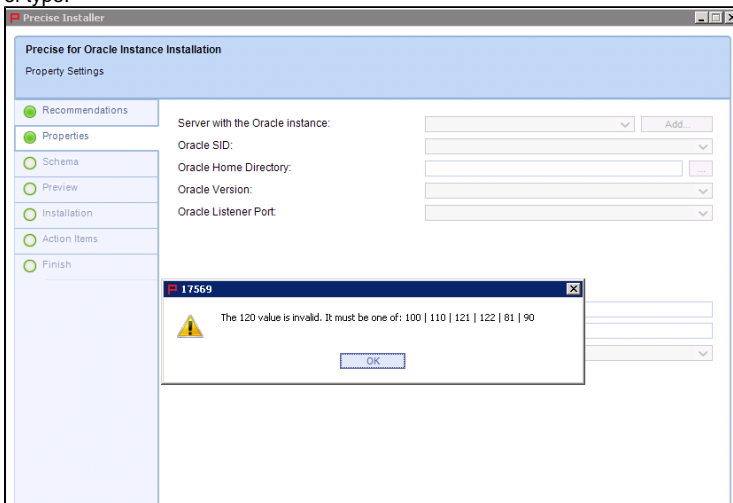 or type.
Precise Installer
Precise for Oracle Instance Installation
Property Settings
Recommendations
Properties
Schema
Preview
Installation
Action Items
Finish
Server with the Oracle instance:
Add...
Oracle SID:
Oracle Home Directory:
...
Oracle Version:
Oracle Listener Port:
17569
The 120 value is invalid. It must be one of: 100 | 110 | 121 | 122 | 81 | 90
OK